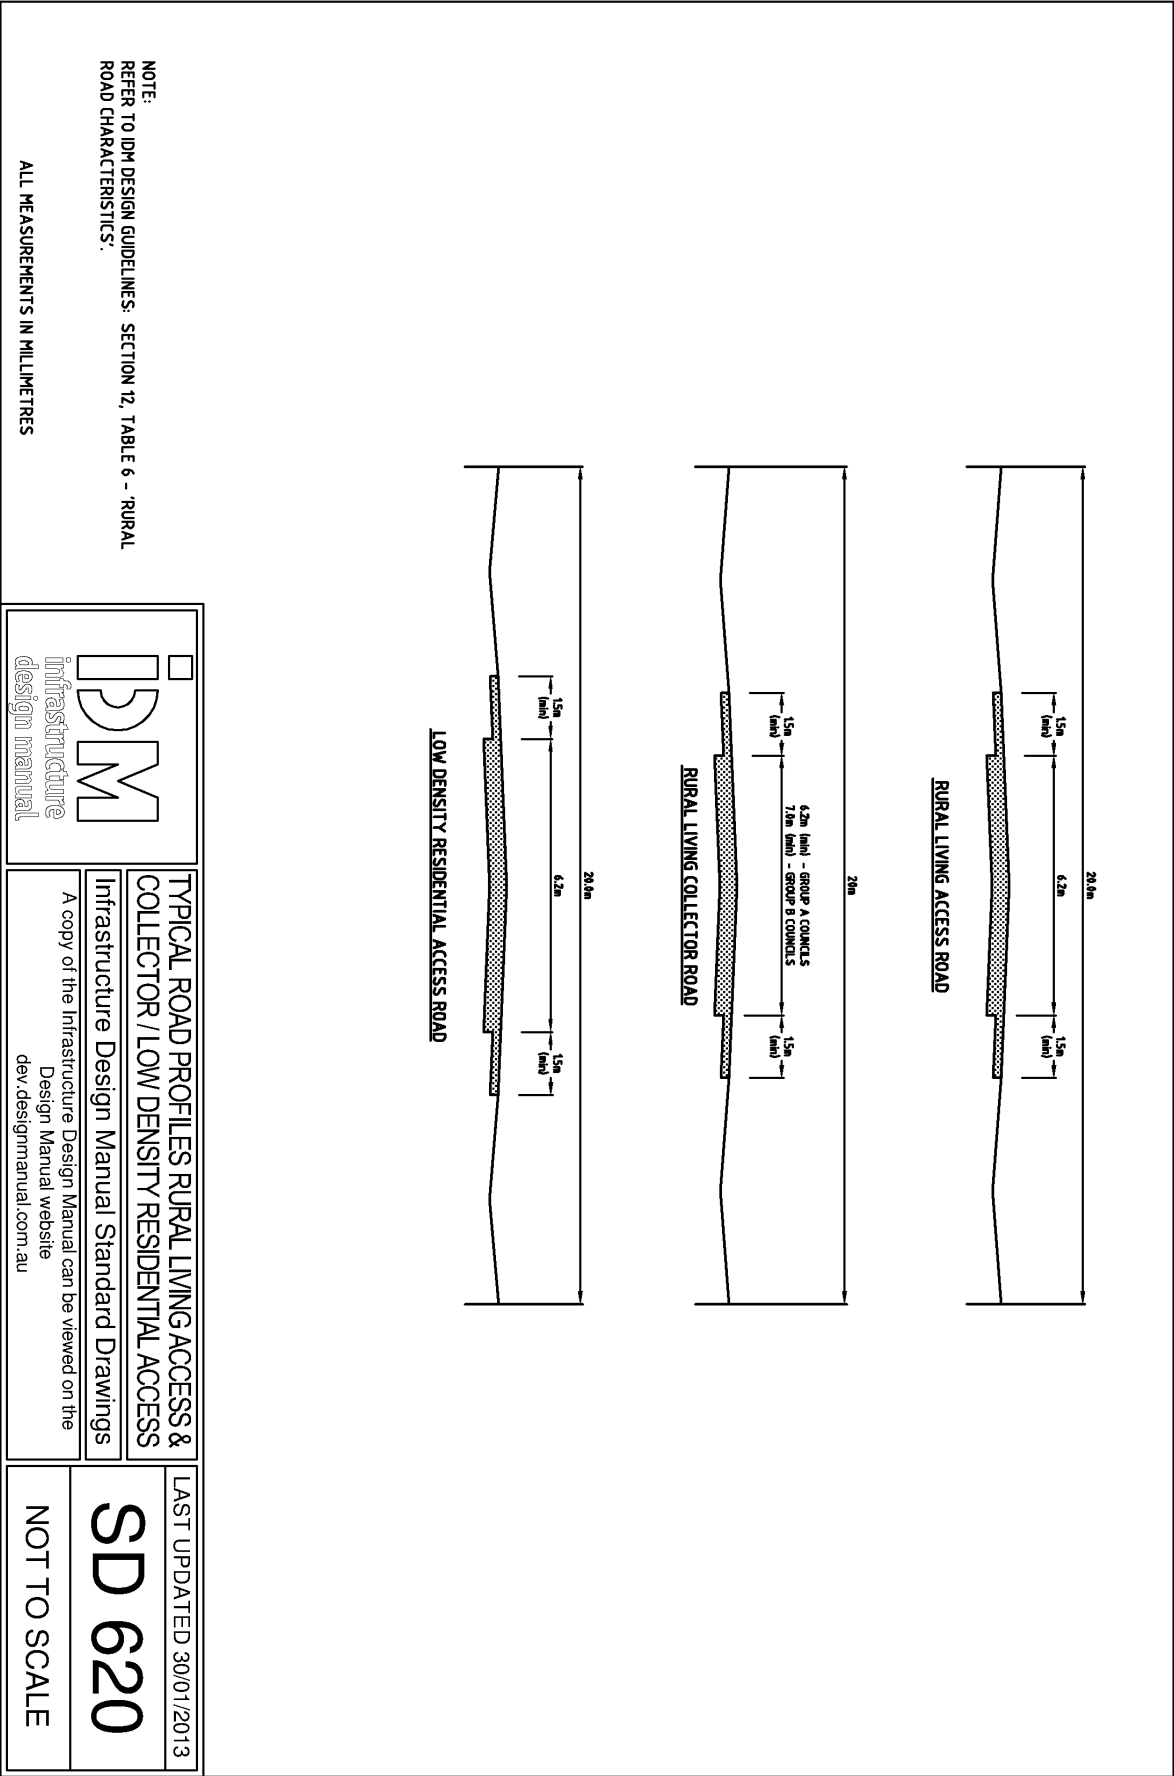 20.0m
1.5m
(min)
6.2m
1.5m
(min)
RURAL LIVING ACCESS ROAD
20m
1.5m
(min)
6.2m (min) - GROUP A COUNCILS
7.0m (min) - GROUP B COUNCILS
1.5m
(min)
RURAL LIVING COLLECTOR ROAD
20.0m
1.5m
(min)
6.2m
1.5m
(min)
LOW DENSITY RESIDENTIAL ACCESS ROAD
NOTE:
REFER TO IDM DESIGN GUIDELINES: SECTION 12, TABLE 6 - 'RURAL
ROAD CHARACTERISTICS'.
ALL MEASUREMENTS IN MILLIMETRES
iDM
infrastructure
design manual
TYPICAL ROAD PROFILES RURAL LIVING ACCESS &
COLLECTOR / LOW DENSITY RESIDENTIAL ACCESS
Infrastructure Design Manual Standard Drawings
A copy of the Infrastructure Design Manual can be viewed on the
Design Manual website
dev.designmanual.com.au
LAST UPDATED 30/01/2013
SD 620
NOT TO SCALE